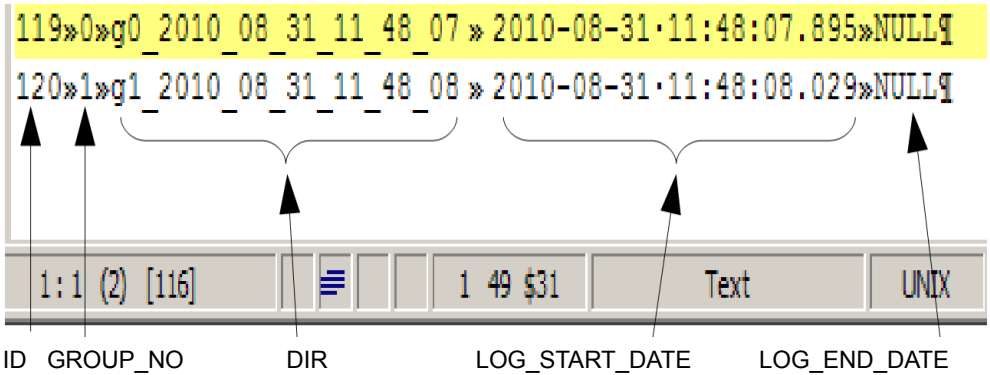 119»0»g0_2010_08_31_11_48_07 » 2010-08-31·11:48:07.895»NULL¶
120»1»g1_2010_08_31_11_48_08 » 2010-08-31·11:48:08.029»NULL¶
1:1 (2) [116] 1 49 $31 Text UNIX
ID GROUP_NO DIR LOG_START_DATE LOG_END_DATE